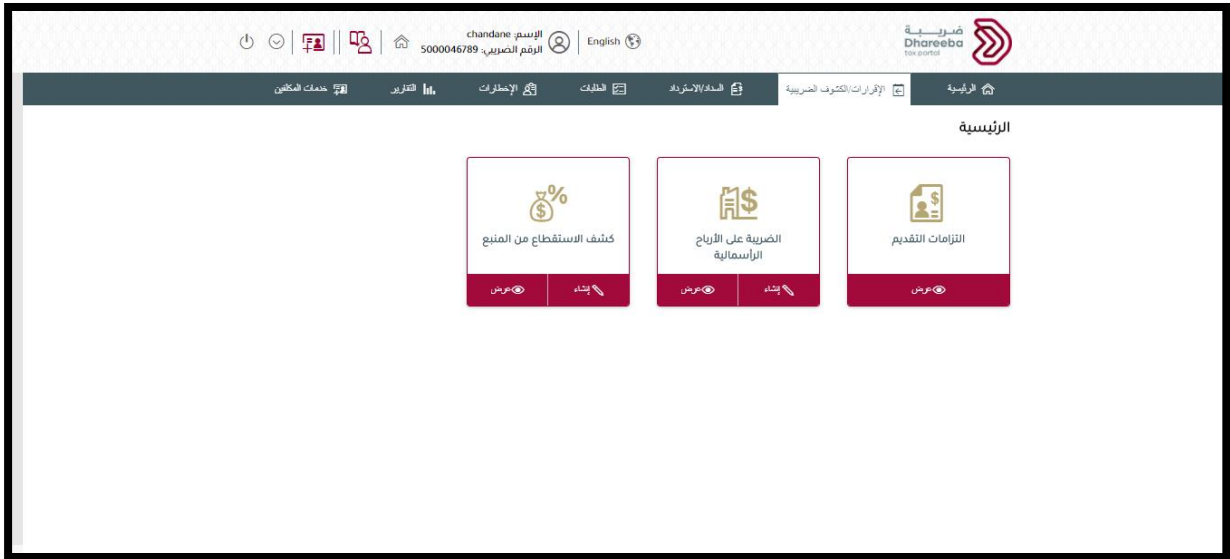 ضريبة
Dhareeba
tax portal
English
الإسم: chandane
الرقم الضريبي: 5000046789
الرئيسية
الإقرارات/الكشوف الضريبية
السداد/الاسترداد
الطلبات
الإخطارات
التقارير
خدمات المكلفين
الرئيسية
التزامات التقديم
عرض
الضريبة على الأرباح
الرأسمالية
إنشاء
عرض
كشف الاستقطاع من المنبع
إنشاء
عرض